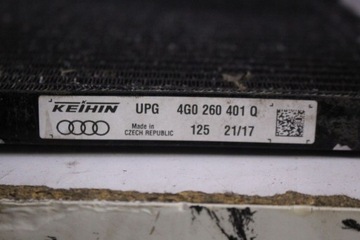 KEIHIN UPG 4G0 260 401 Q
Made in
CZECH REPUBLIC 125 21/17